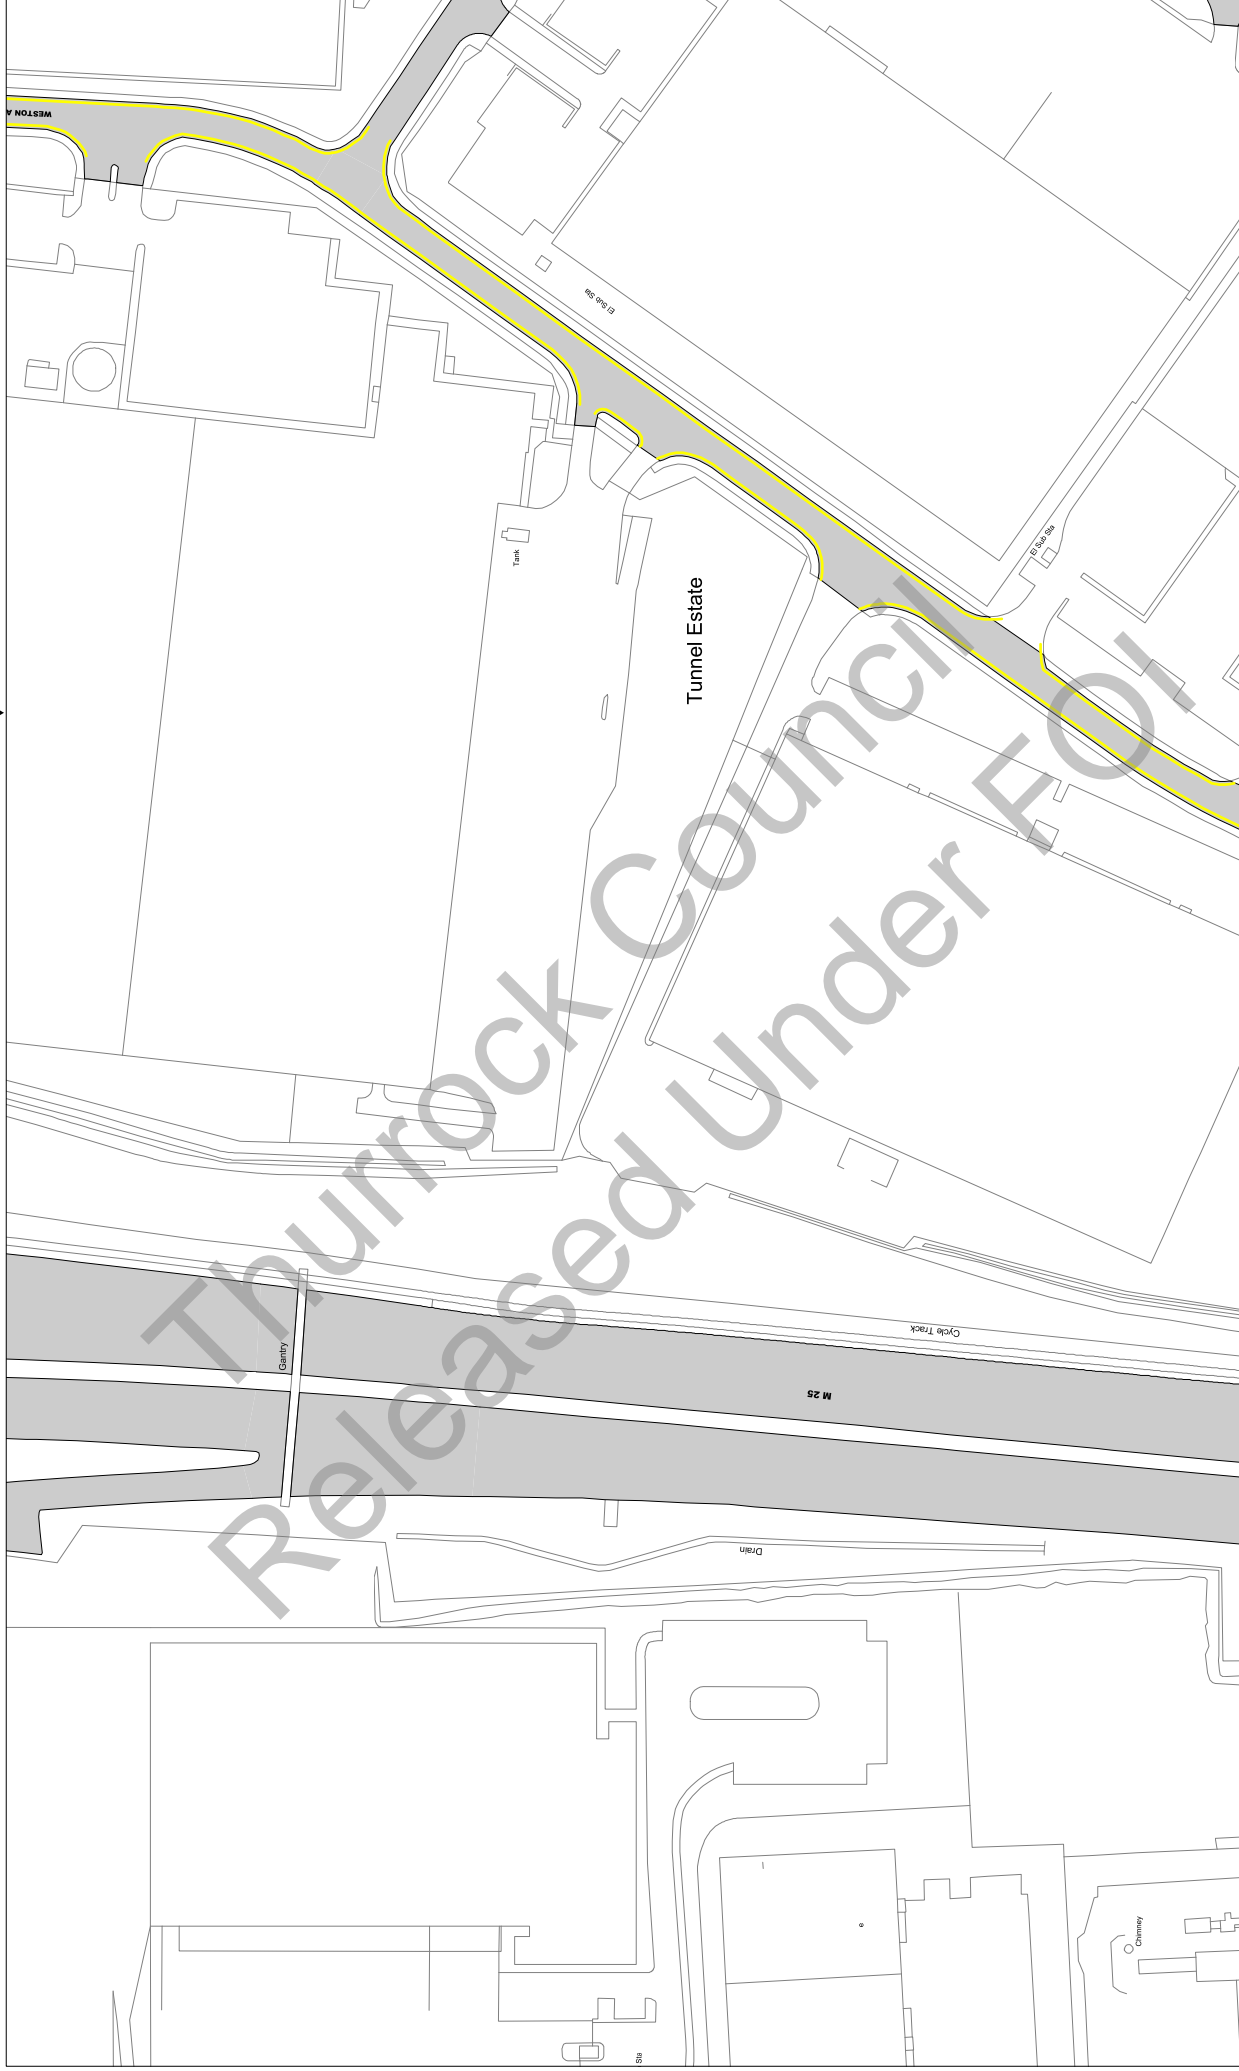 WESTON A
El Sub Sta
El Sub Sta
Tank
Tunnel Estate
Thurrock Council
Released Under FOI
Cycle Track
Gantry
M 25
Drain
e
Chimney
Sta